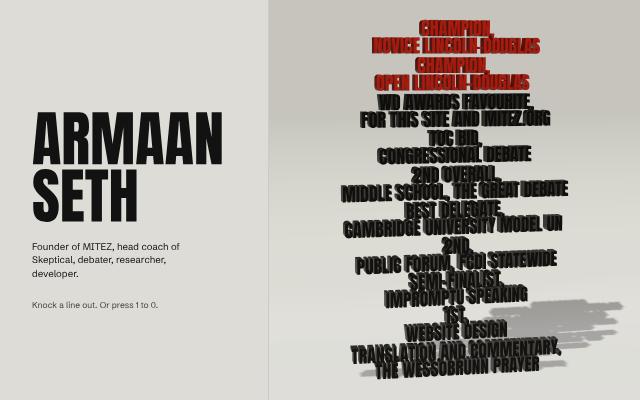 ARMAAN
SETH
Founder of MITEZ, head coach of
Skeptical, debater, researcher,
developer.
Knock a line out. Or press 1 to 0.
CHAMPION,
NOVICE LINCOLN-DOUGLAS
CHAMPION,
OPEN LINCOLN-DOUGLAS
WD AWARDS FAVOURITE,
FOR THIS SITE AND MITEZ.ORG
TOC BID,
CONGRESSIONAL DEBATE
2ND OVERALL,
MIDDLE SCHOOL, THE GREAT DEBATE
BEST DELEGATE,
CAMBRIDGE UNIVERSITY MODEL UN
2ND,
PUBLIC FORUM, FCDI STATEWIDE
SEMI-FINALIST,
IMPROMPTU SPEAKING
1ST,
WEBSITE DESIGN
TRANSLATION AND COMMENTARY,
THE WESSOBRUNN PRAYER